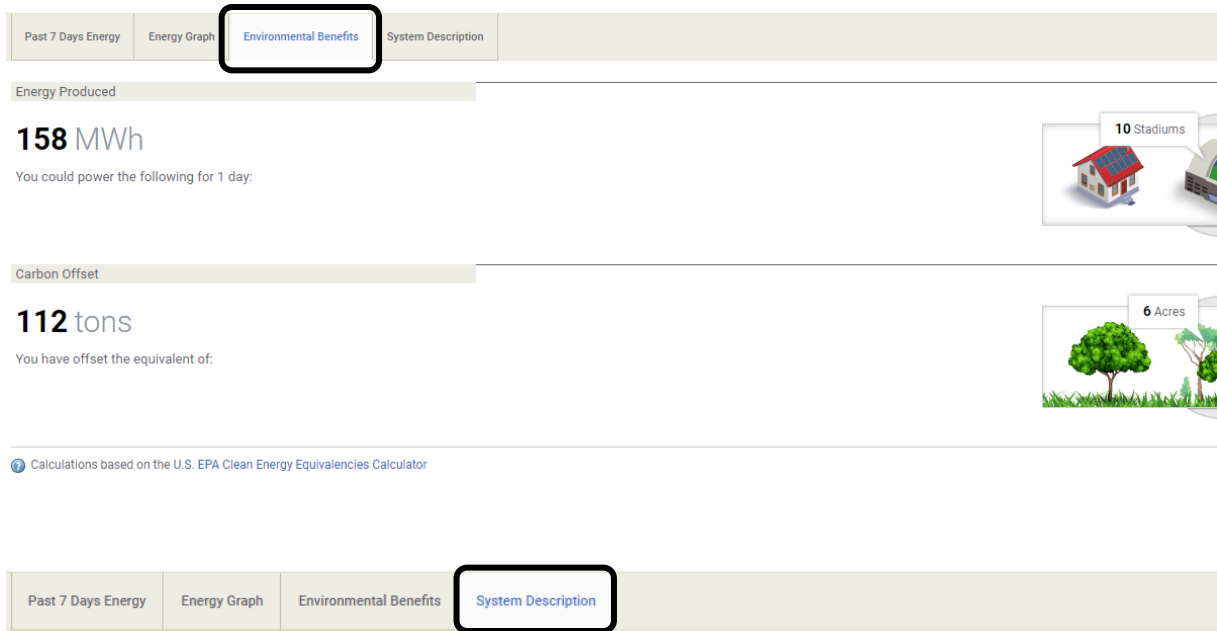 Past 7 Days Energy Energy Graph Environmental Benefits System Description
Energy Produced
158 MWh
10 Stadiums
You could power the following for 1 day:
Carbon Offset
112 tons
6 Acres
You have offset the equivalent of:
Calculations based on the U.S. EPA Clean Energy Equivalencies Calculator
Past 7 Days Energy Energy Graph Environmental Benefits System Description